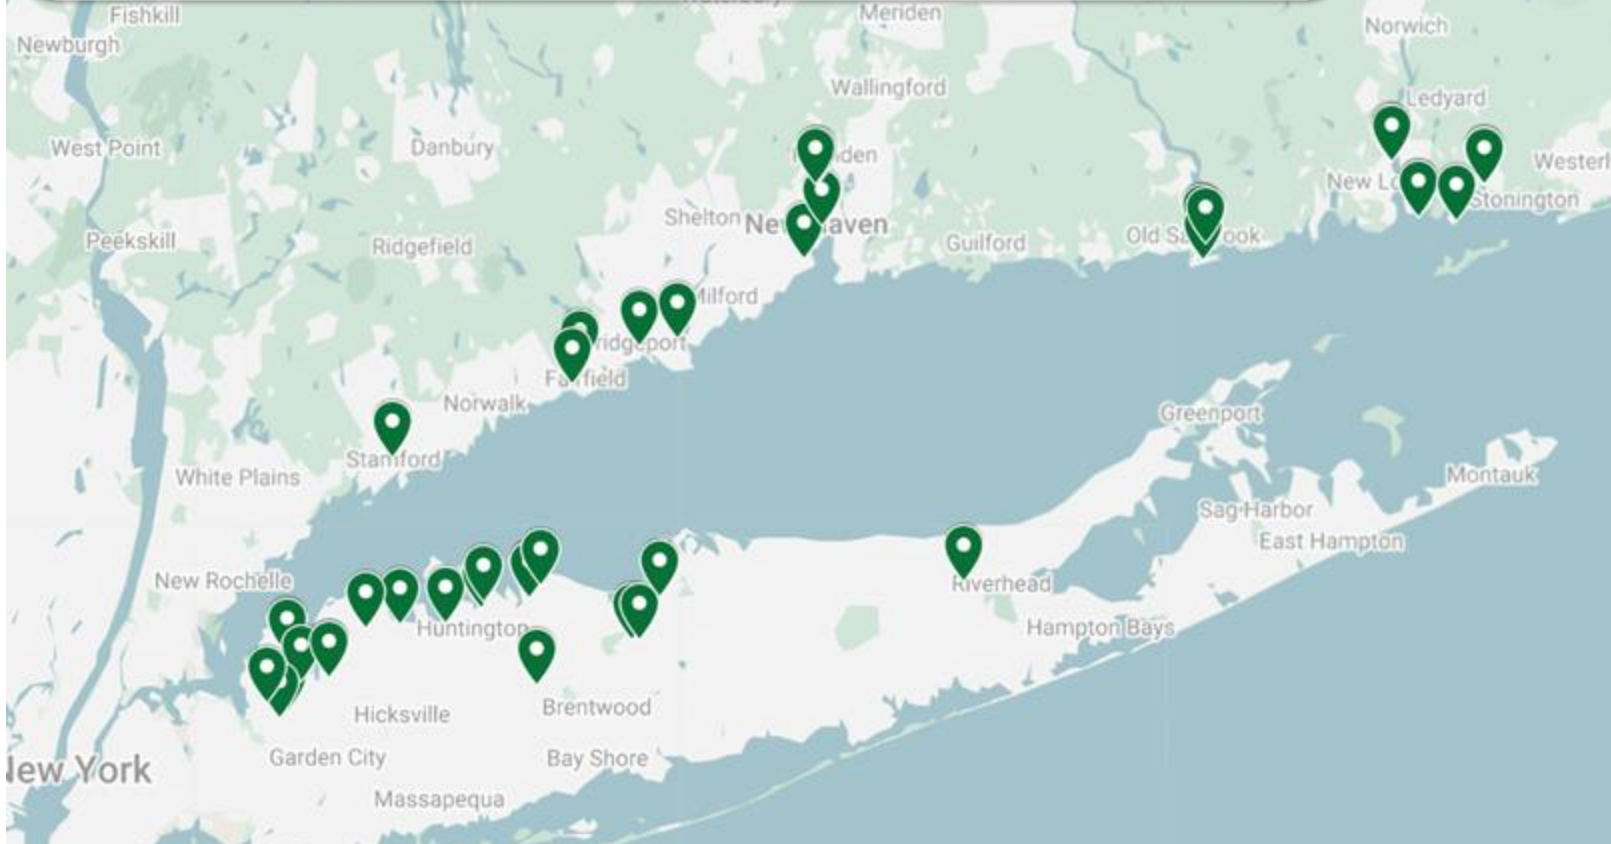 Fishkill
Meriden
Norwich
Newburgh
Wallingford
Ledyard
West Point
Danbury
Stonington
Shelton
Peekskill
Ridgefield
Guilford
Milford
Norwalk
Greenport
Stamford
White Plains
Montauk
Sag Harbor
East Hampton
New Rochelle
Riverhead
Huntington
Hampton Bays
Brentwood
Hicksville
Garden City
Bay Shore
New York
Massapequa